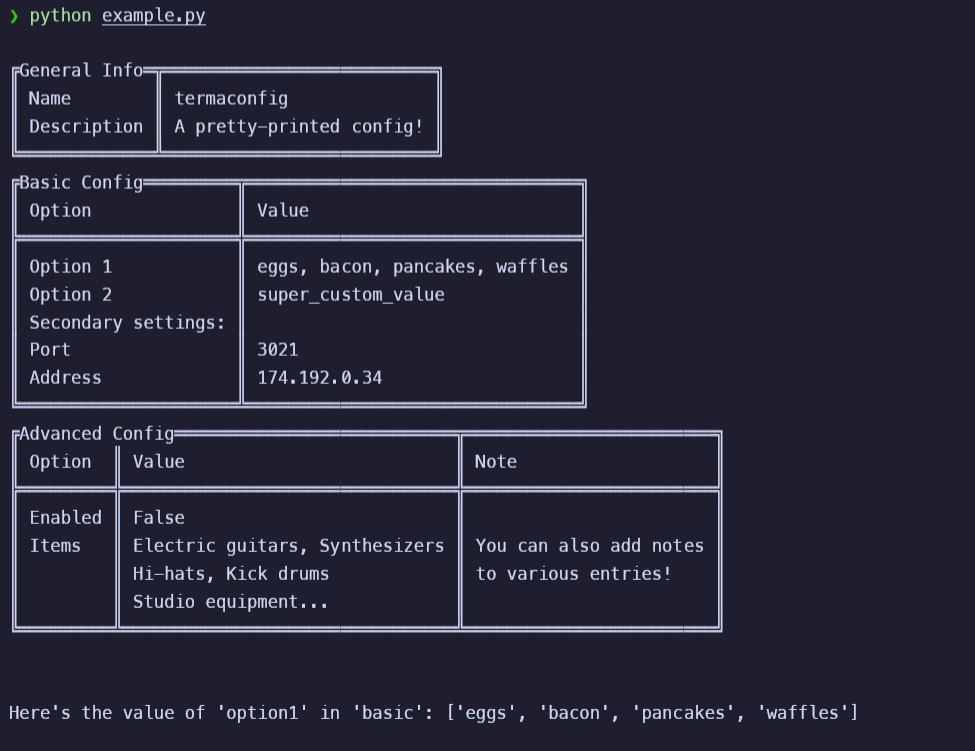 ❯ python example.py
General Info
Name termaconfig
Description A pretty-printed config!
Basic Config
Option Value
Option 1 eggs, bacon, pancakes, waffles
Option 2 super_custom_value
Secondary settings:
Port 3021
Address 174.192.0.34
Advanced Config
Option Value Note
Enabled False
Items Electric guitars, Synthesizers You can also add notes
Hi-hats, Kick drums to various entries!
Studio equipment...
Here's the value of 'option1' in 'basic': ['eggs', 'bacon', 'pancakes', 'waffles']